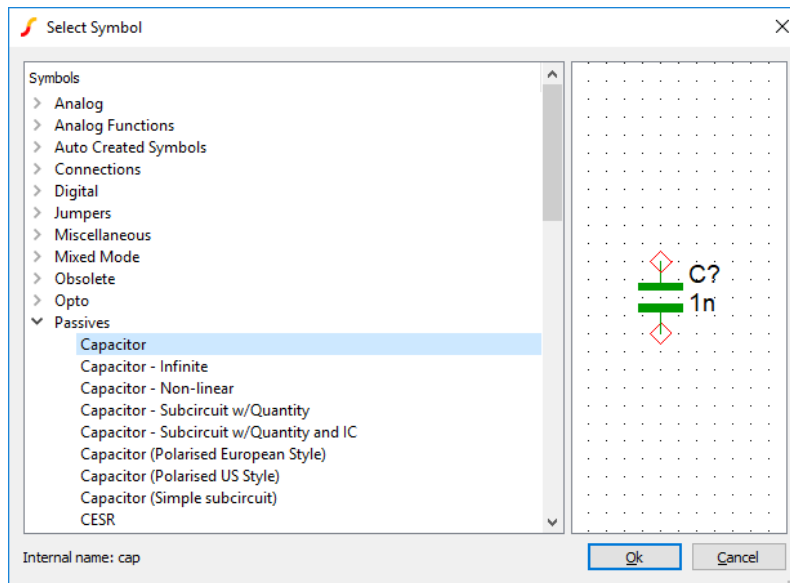 Select Symbol
Symbols
Analog
Analog Functions
Auto Created Symbols
Connections
Digital
Jumpers
Miscellaneous
Mixed Mode
Obsolete
Opto
Passives
Capacitor
Capacitor - Infinite
Capacitor - Non-linear
Capacitor - Subcircuit w/Quantity
Capacitor - Subcircuit w/Quantity and IC
Capacitor (Polarised European Style)
Capacitor (Polarised US Style)
Capacitor (Simple subcircuit)
CESR
C?
1n
Internal name: cap
Ok
Cancel